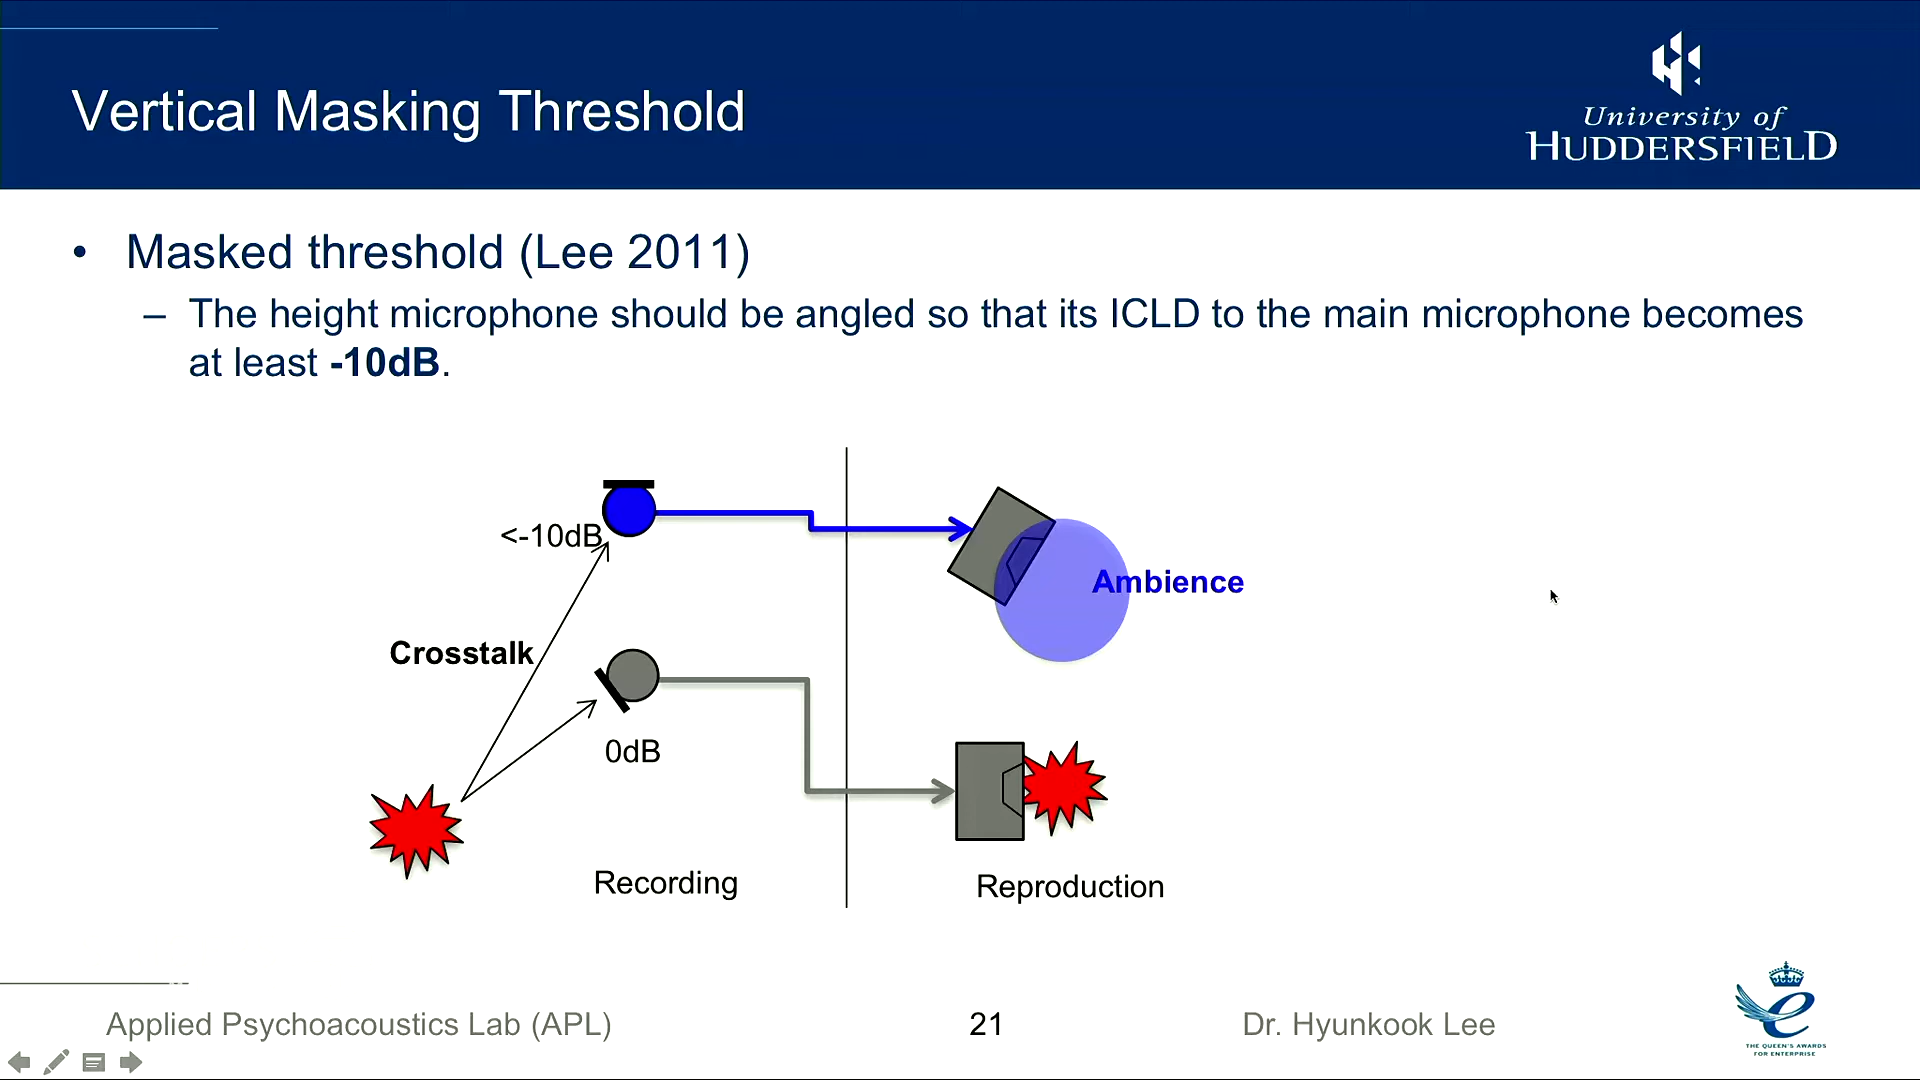 Vertical Masking Threshold
University of
HUDDERSFIELD
• Masked threshold (Lee 2011)
– The height microphone should be angled so that its ICLD to the main microphone becomes
at least -10dB.
<-10dB
Ambience
Crosstalk
0dB
Recording
Reproduction
Applied Psychoacoustics Lab (APL)
21
Dr. Hyunkook Lee
THE QUEEN'S AWARDS
FOR ENTERPRISE